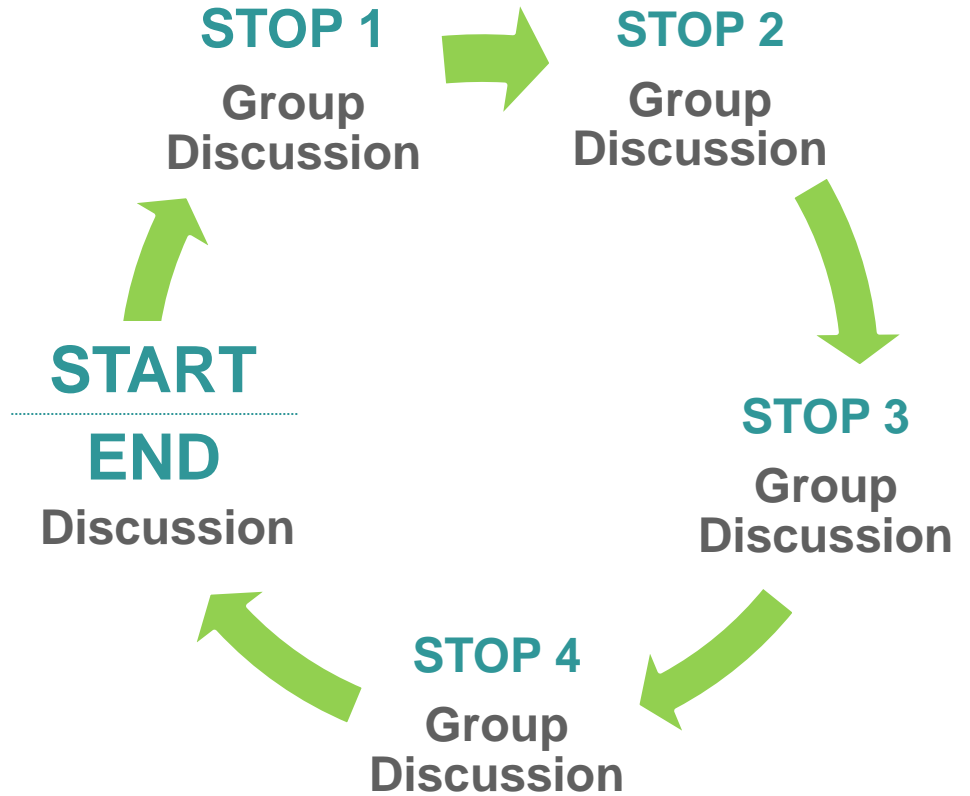 STOP 1
Group
Discussion
STOP 2
Group
Discussion
STOP 3
Group
Discussion
STOP 4
Group
Discussion
START
END
Discussion